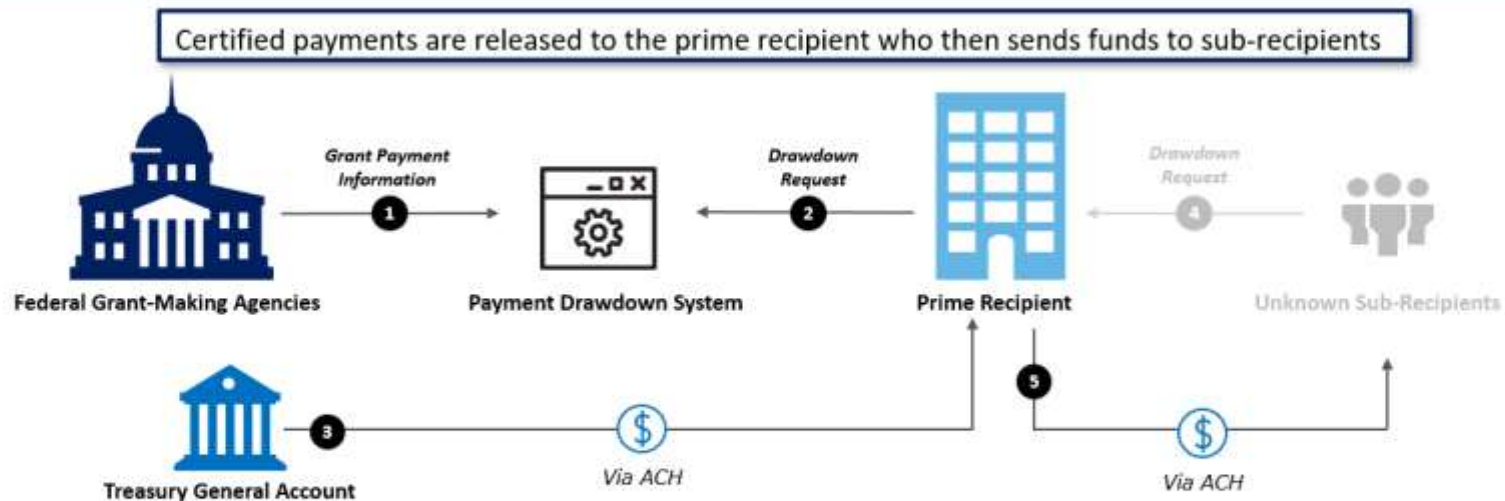 Certified payments are released to the prime recipient who then sends funds to sub-recipients
Grant Payment
Information
1
Drawdown
Request
2
Drawdown
Request
4
Federal Grant-Making Agencies
Payment Drawdown System
Prime Recipient
Unknown Sub-Recipients
3
$
Via ACH
5
$
Via ACH
Treasury General Account